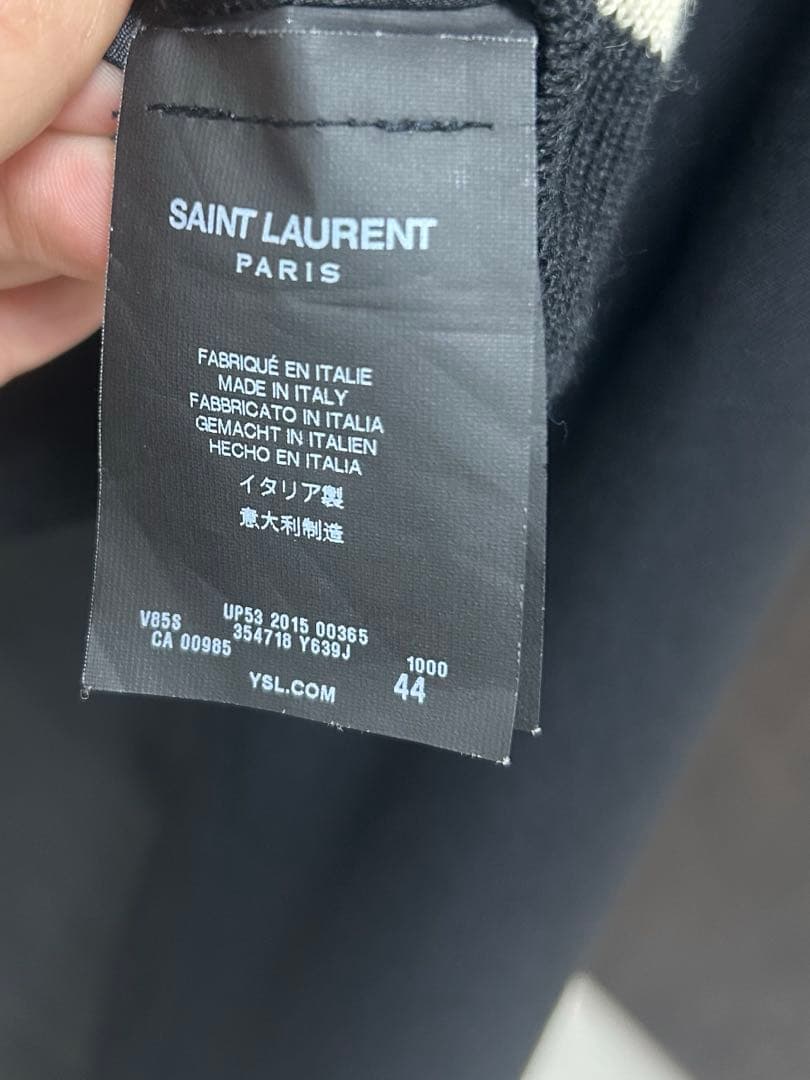 SAINT LAURENT
PARIS
FABRIQUÉ EN ITALIE
MADE IN ITALY
FABBRICATO IN ITALIA
GEMACHT IN ITALIEN
HECHO EN ITALIA
イタリア製
意大利制造
V85S UP53 2015 00365
CA 00985 354718 Y639J 1000
YSL.COM 44